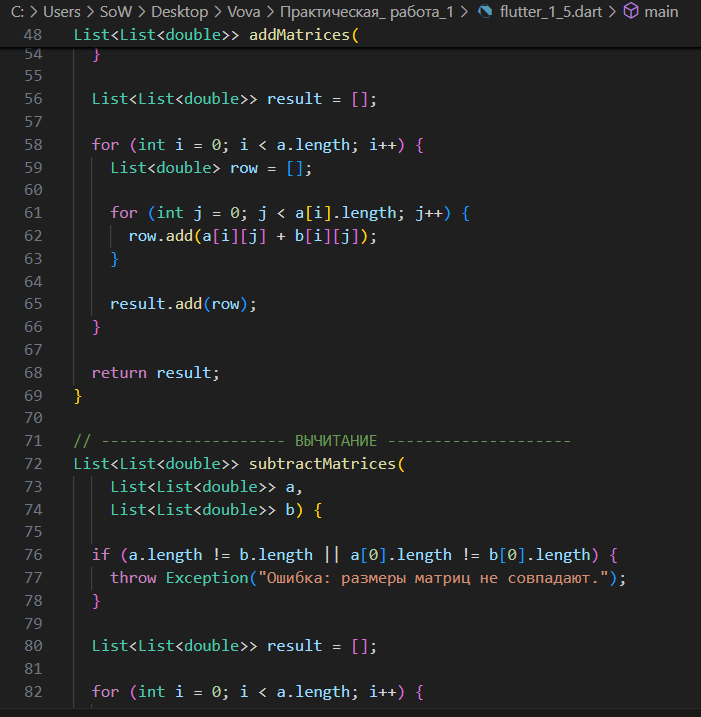 C: > Users > SoW > Desktop > Vova > Практическая_ работа_1 > flutter_1_5.dart > main
48 List<List<double>> addMatrices(
54 }
55
56 List<List<double>> result = [];
57
58 for (int i = 0; i < a.length; i++) {
59 List<double> row = [];
60
61 for (int j = 0; j < a[i].length; j++) {
62 row.add(a[i][j] + b[i][j]);
63 }
64
65 result.add(row);
66 }
67
68 return result;
69 }
70
71 // -------------------- ВЫЧИТАНИЕ --------------------
72 List<List<double>> subtractMatrices(
73 List<List<double>> a,
74 List<List<double>> b) {
75
76 if (a.length != b.length || a[0].length != b[0].length) {
77 throw Exception("Ошибка: размеры матриц не совпадают.");
78 }
79
80 List<List<double>> result = [];
81
82 for (int i = 0; i < a.length; i++) {